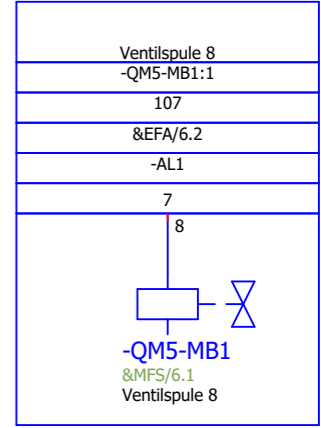 Ventilspule 8
-QM5-MB1:1
107
&EFA/6.2
-AL1
7
8
-QM5-MB1
&MFS/6.1
Ventilspule 8